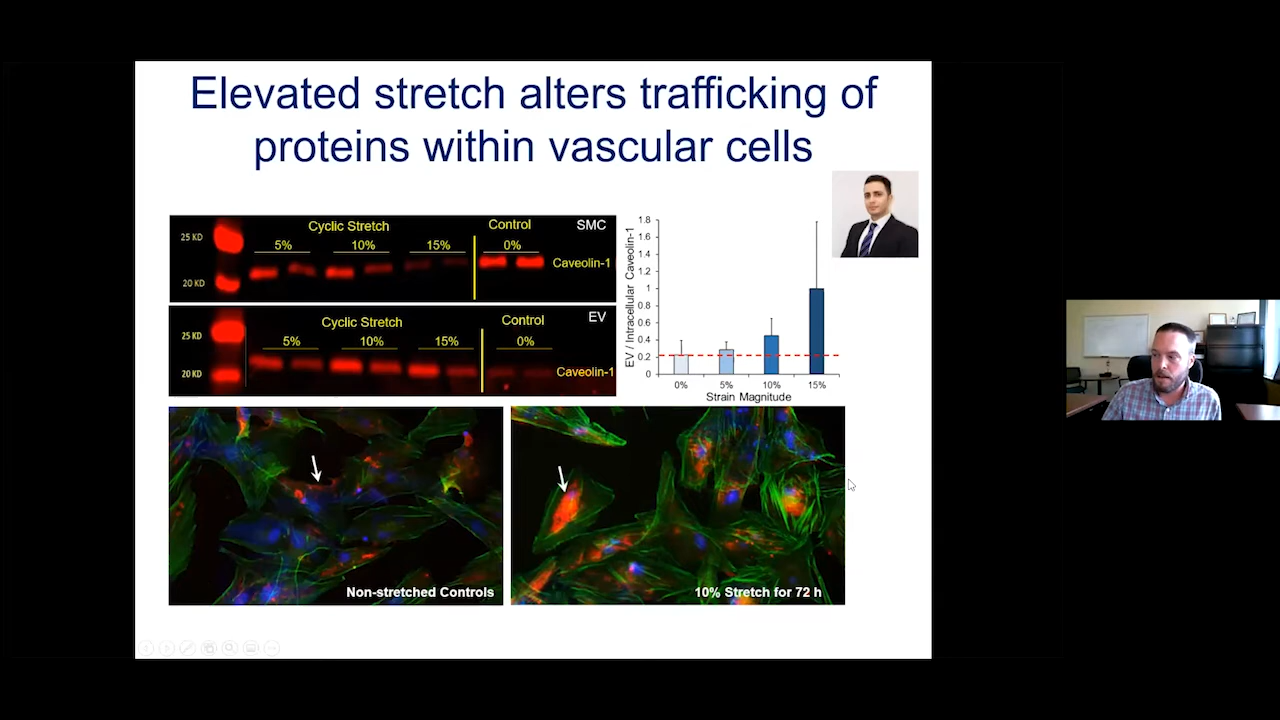 Elevated stretch alters trafficking of
proteins within vascular cells
Cyclic Stretch
Control
SMC
25 KD
5%
10%
15%
0%
Caveolin-1
20 KD
Cyclic Stretch
Control
EV
25 KD
5%
10%
15%
0%
20 KD
Caveolin-1
EV / Intracellular Caveolin-1
1.8
1.6
1.4
1.2
1
0.8
0.6
0.4
0.2
0
0%
5%
10%
15%
Strain Magnitude
Non-stretched Controls
10% Stretch for 72 h